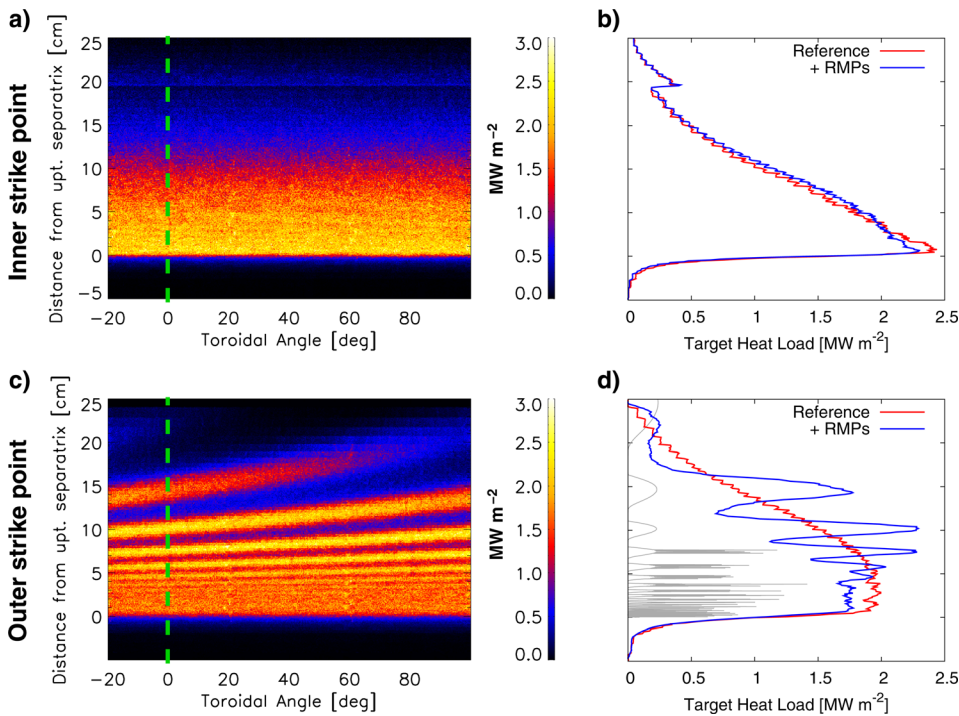 a)
b)
Inner strike point
Distance from upt. separatrix [cm]
25
20
15
10
5
0
−5
−20 0 20 40 60 80
Toroidal Angle [deg]
3.0
2.5
2.0
1.5
1.0
0.5
0.0
MW m−2
Reference
+ RMPs
0 0.5 1 1.5 2 2.5
Target Heat Load [MW m−2]
c)
d)
Outer strike point
Distance from upt. separatrix [cm]
25
20
15
10
5
0
−20 0 20 40 60 80
Toroidal Angle [deg]
3.0
2.5
2.0
1.5
1.0
0.5
0.0
MW m−2
Reference
+ RMPs
0 0.5 1 1.5 2 2.5
Target Heat Load [MW m−2]